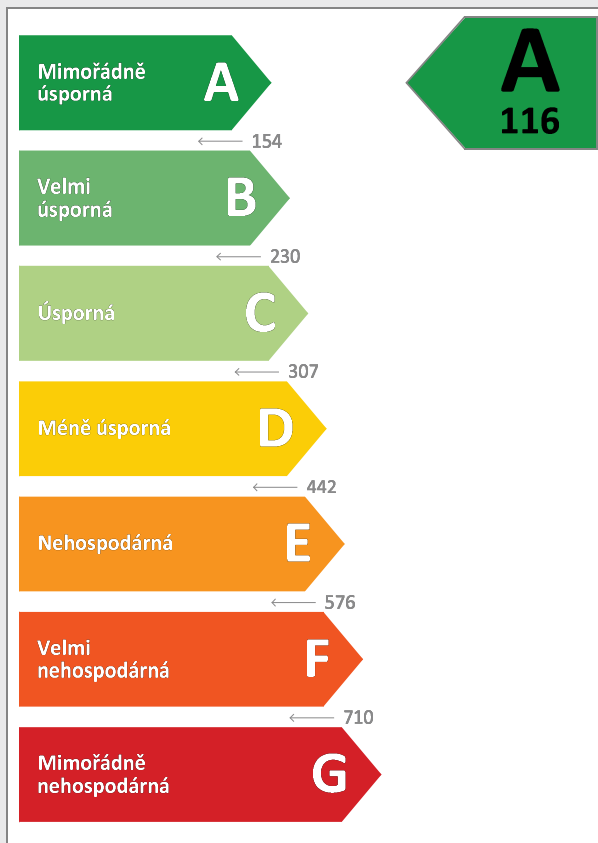 Mimořádně
úsporná
A
A
116
154
Velmi
úsporná
B
230
Úsporná
C
307
Méně úsporná
D
442
Nehospodárná
E
576
Velmi
nehospodárná
F
710
Mimořádně
nehospodárná
G